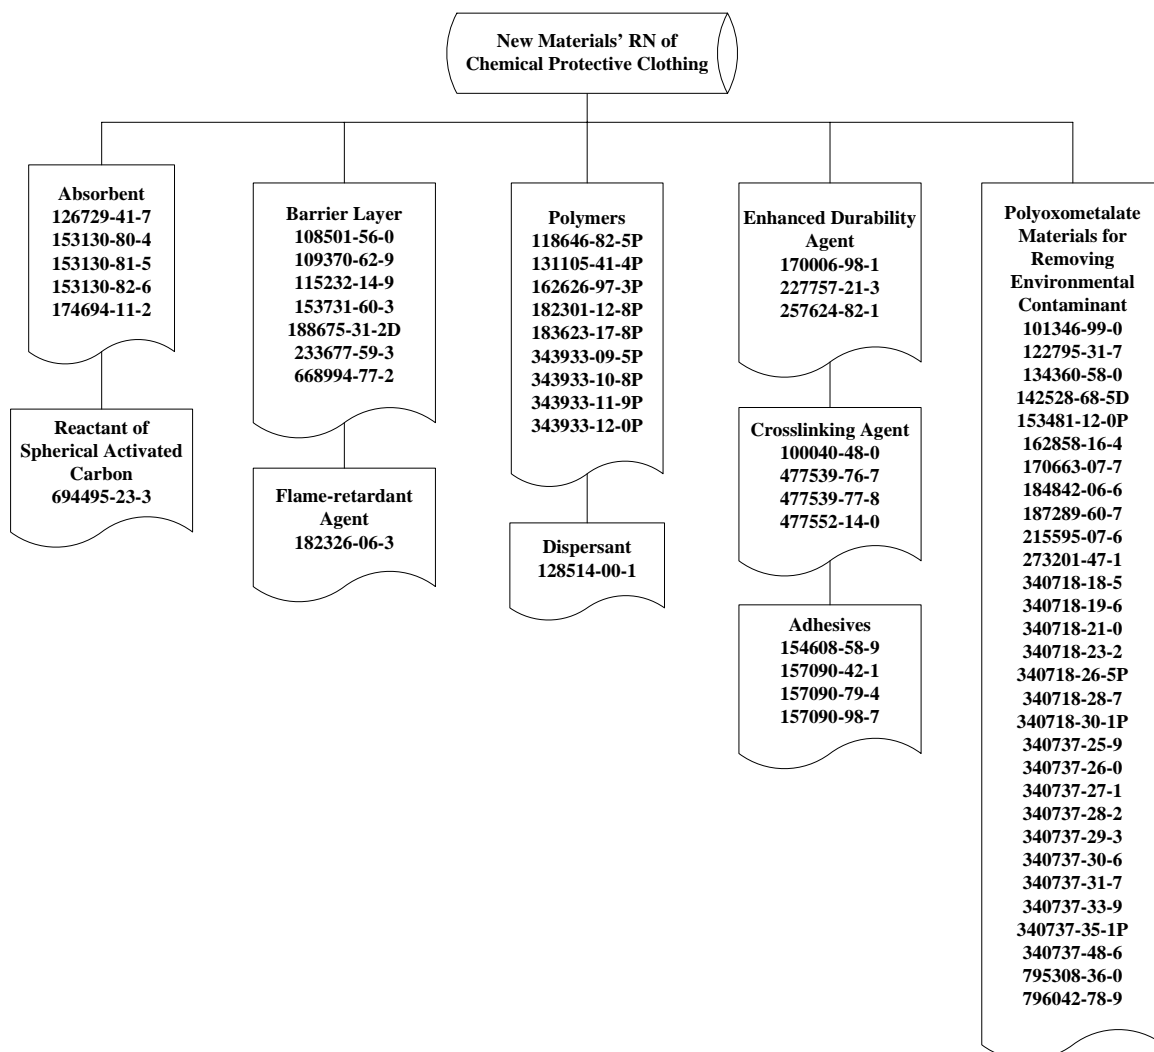 New Materials’ RN of
Chemical Protective Clothing
Absorbent
126729-41-7
153130-80-4
153130-81-5
153130-82-6
174694-11-2
Reactant of
Spherical Activated
Carbon
694495-23-3
Barrier Layer
108501-56-0
109370-62-9
115232-14-9
153731-60-3
188675-31-2D
233677-59-3
668994-77-2
Flame-retardant
Agent
182326-06-3
Polymers
118646-82-5P
131105-41-4P
162626-97-3P
182301-12-8P
183623-17-8P
343933-09-5P
343933-10-8P
343933-11-9P
343933-12-0P
Dispersant
128514-00-1
Enhanced Durability
Agent
170006-98-1
227757-21-3
257624-82-1
Crosslinking Agent
100040-48-0
477539-76-7
477539-77-8
477552-14-0
Adhesives
154608-58-9
157090-42-1
157090-79-4
157090-98-7
Polyoxometalate
Materials for
Removing
Environmental
Contaminant
101346-99-0
122795-31-7
134360-58-0
142528-68-5D
153481-12-0P
162858-16-4
170663-07-7
184842-06-6
187289-60-7
215595-07-6
273201-47-1
340718-18-5
340718-19-6
340718-21-0
340718-23-2
340718-26-5P
340718-28-7
340718-30-1P
340737-25-9
340737-26-0
340737-27-1
340737-28-2
340737-29-3
340737-30-6
340737-31-7
340737-33-9
340737-35-1P
340737-48-6
795308-36-0
796042-78-9